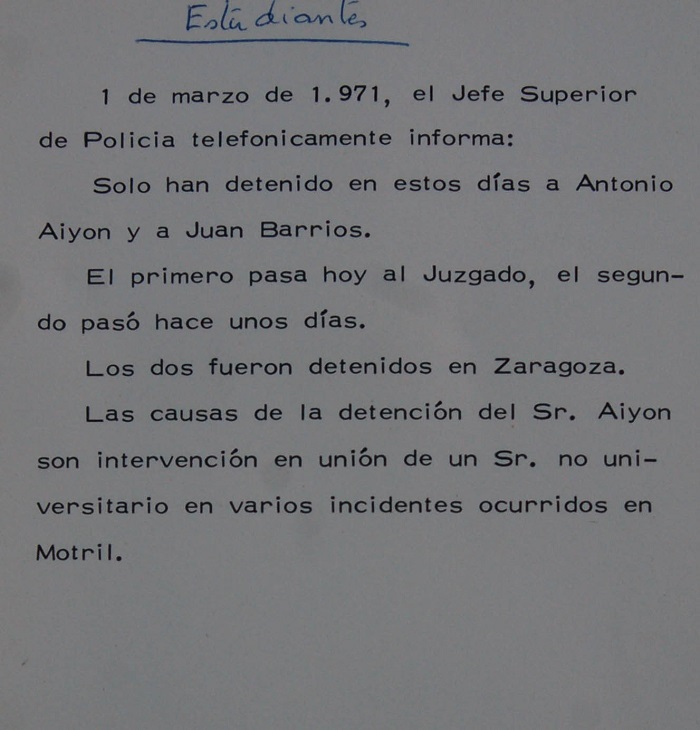 Estudiantes
1 de marzo de 1.971, el Jefe Superior
de Policia telefonicamente informa:
Solo han detenido en estos días a Antonio
Aiyon y a Juan Barrios.
El primero pasa hoy al Juzgado, el segun-
do pasó hace unos días.
Los dos fueron detenidos en Zaragoza.
Las causas de la detención del Sr. Aiyon
son intervención en unión de un Sr. no uni-
versitario en varios incidentes ocurridos en
Motril.